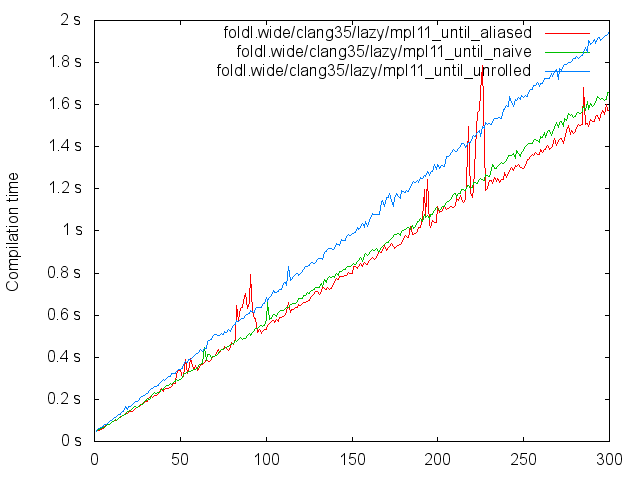 2 s
foldl.wide/clang35/lazy/mpl11_until_aliased
foldl.wide/clang35/lazy/mpl11_until_naive
foldl.wide/clang35/lazy/mpl11_until_unrolled
1.8 s
1.6 s
1.4 s
1.2 s
1 s
0.8 s
0.6 s
0.4 s
0.2 s
0 s
Compilation time
0 50 100 150 200 250 300